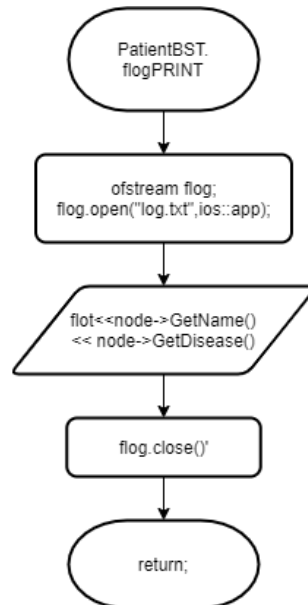 PatientBST.
flogPRINT
ofstream flog;
flog.open("log.txt",ios::app);
flot<<node->GetName()
<< node->GetDisease()
flog.close()'
return;